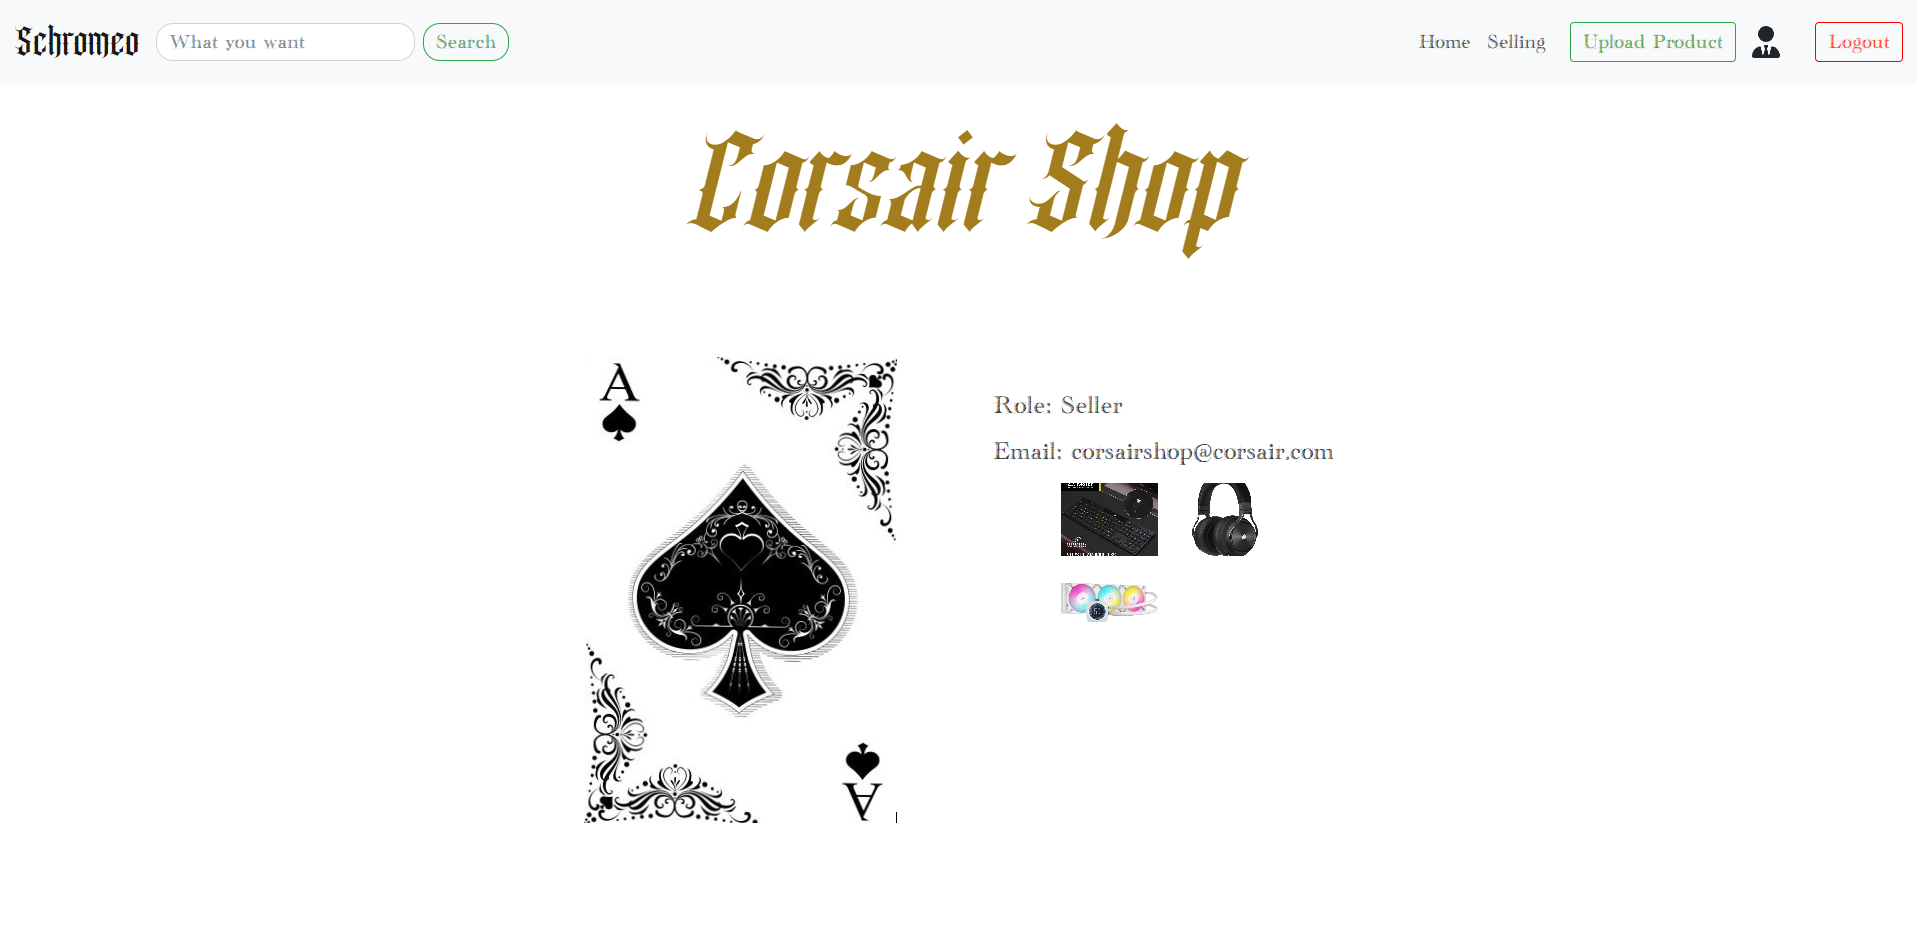 Schromeo
What you want
Search
Home
Selling
Upload Product
Logout
Corsair Shop
A
Role: Seller
Email: corsairshop@corsair.com
A